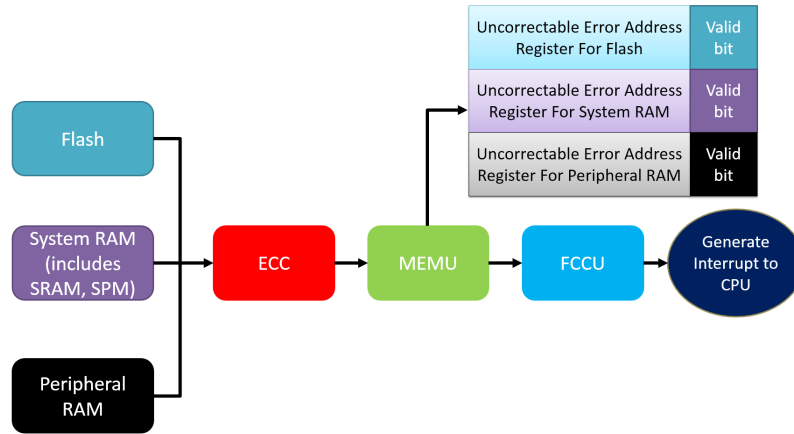 Uncorrectable Error Address
Register For Flash
Valid
bit
Uncorrectable Error Address
Register For System RAM
Valid
bit
Uncorrectable Error Address
Register For Peripheral RAM
Valid
bit
Flash
System RAM
(includes
SRAM, SPM)
ECC
MEMU
FCCU
Generate
Interrupt to
CPU
Peripheral
RAM